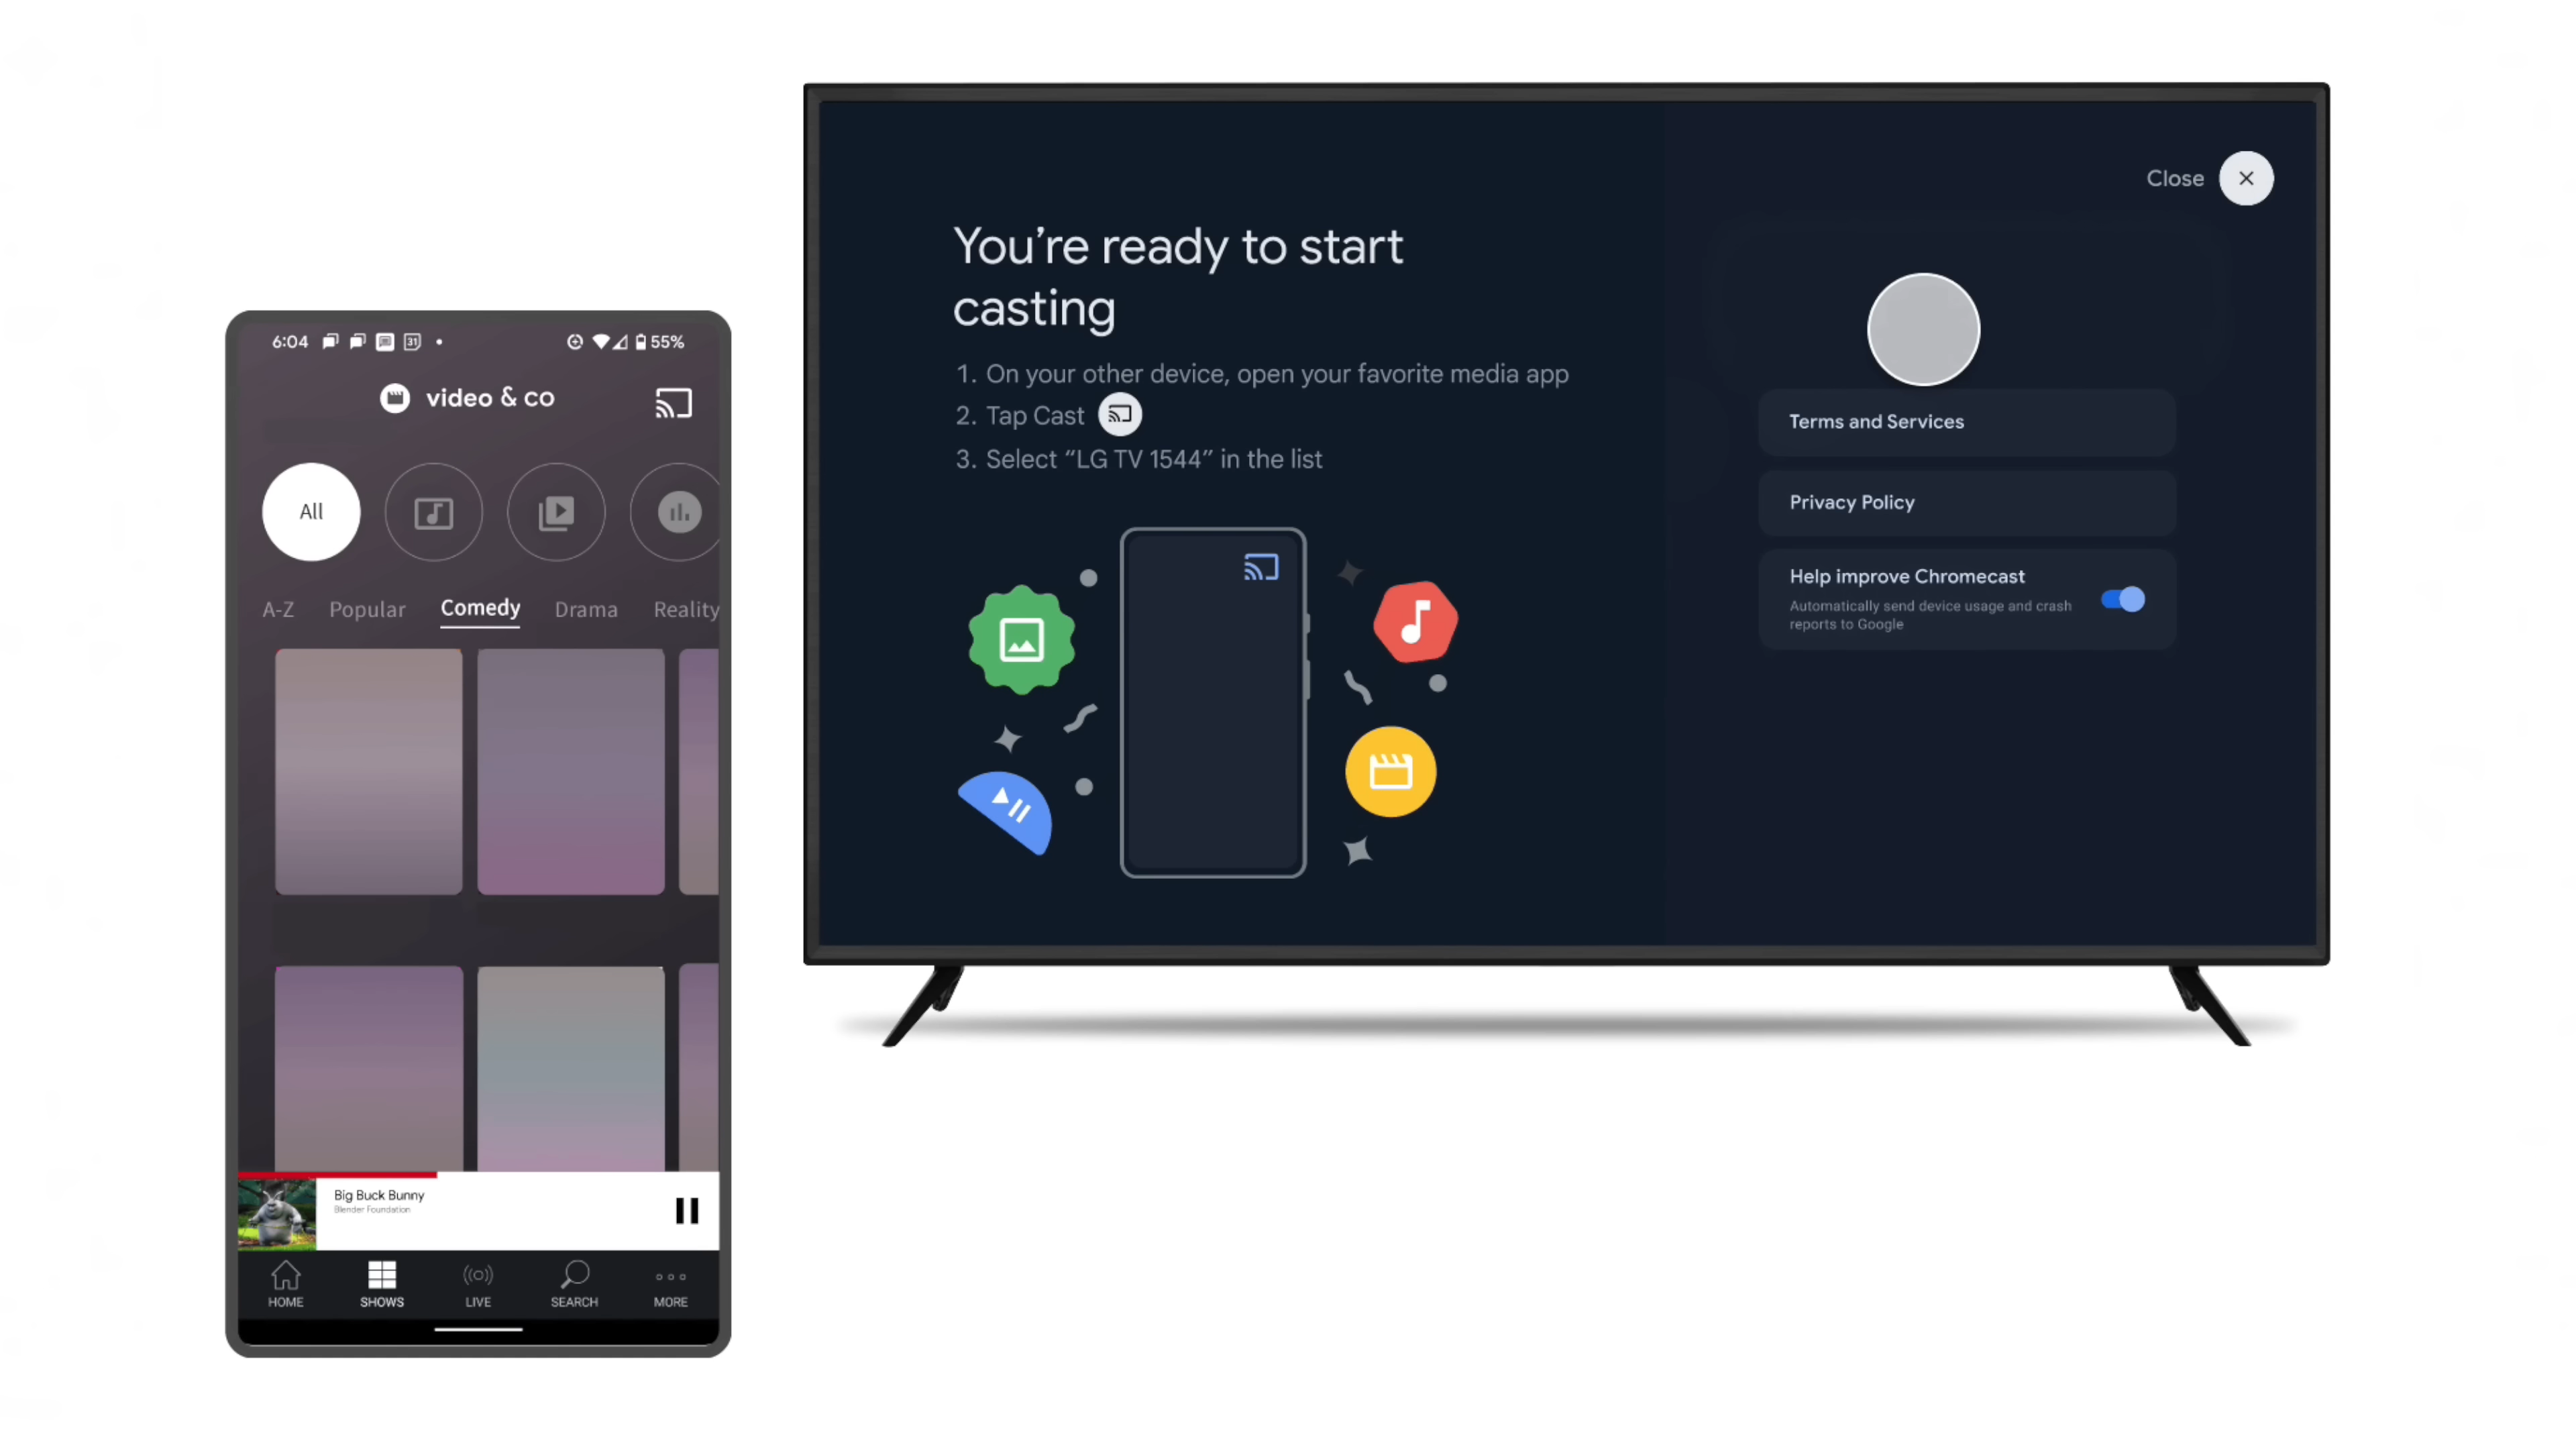 6:04
31
55%
video & co
All
A-Z Popular Comedy Drama Reality
Big Buck Bunny
Blender Foundation
HOME SHOWS LIVE SEARCH MORE
Close
You're ready to start
casting
1. On your other device, open your favorite media app
2. Tap Cast
3. Select “LG TV 1544” in the list
Terms and Services
Privacy Policy
Help improve Chromecast
Automatically send device usage and crash
reports to Google